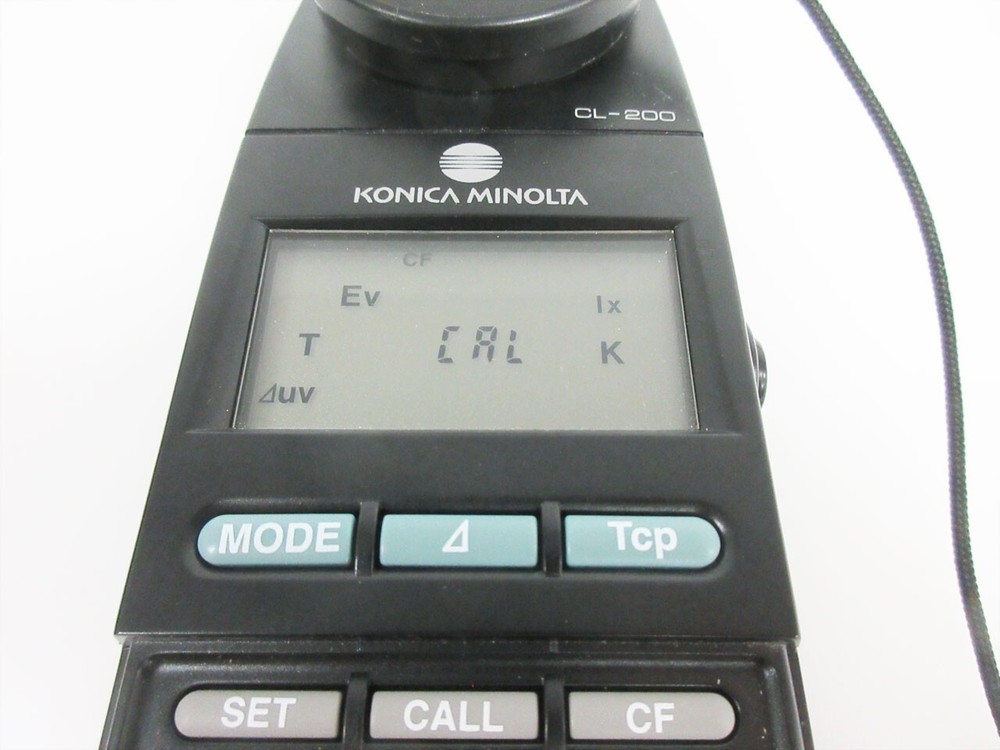 CL-200
KONICA MINOLTA
CF
Ev lx
T CAL K
⊿uv
MODE ⊿ Tcp
SET CALL CF